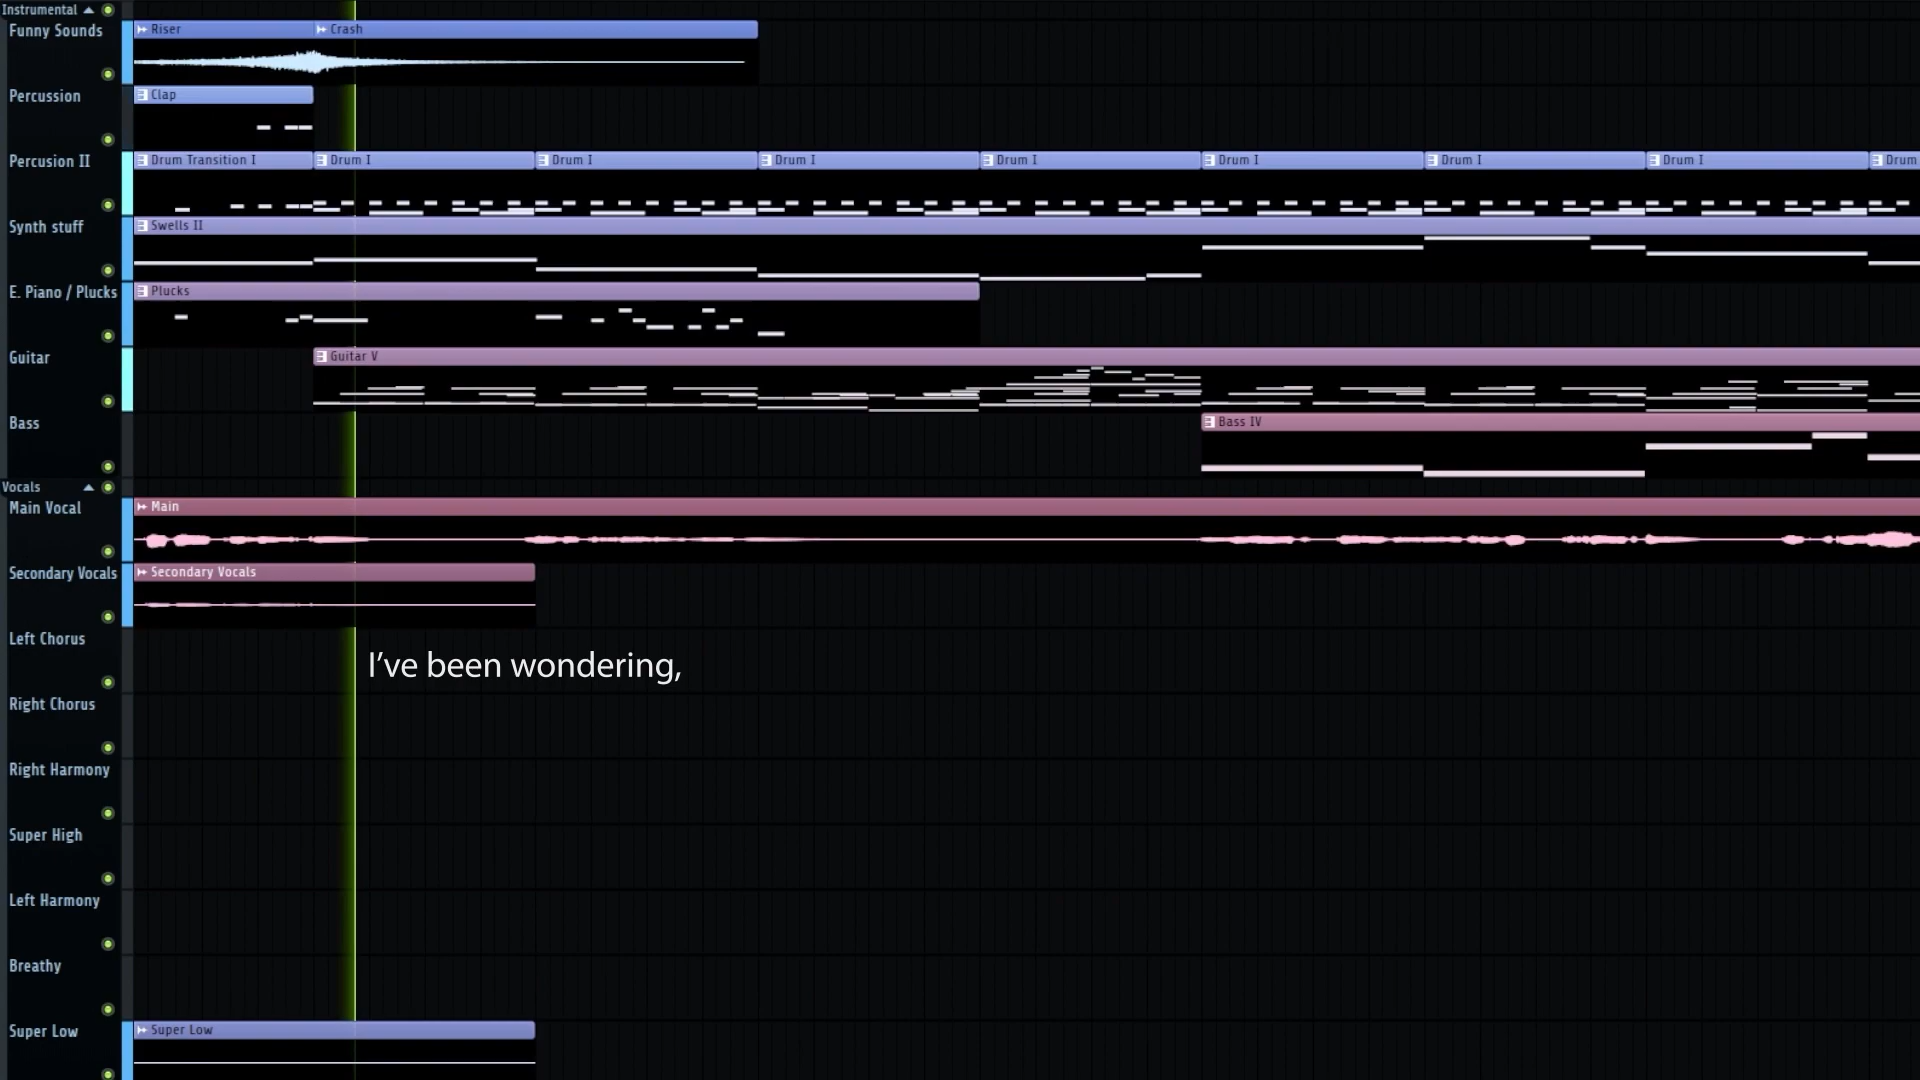 Instrumental
Funny Sounds
Riser
Crash
Percussion
Clap
Percusion II
Drum Transition I
Drum I
Drum I
Drum I
Drum I
Drum I
Drum I
Drum I
Drum
Synth stuff
Swells II
E. Piano / Plucks
Plucks
Guitar
Guitar V
Bass
Bass IV
Vocals
Main Vocal
Main
Secondary Vocals
Secondary Vocals
Left Chorus
I've been wondering,
Right Chorus
Right Harmony
Super High
Left Harmony
Breathy
Super Low
Super Low